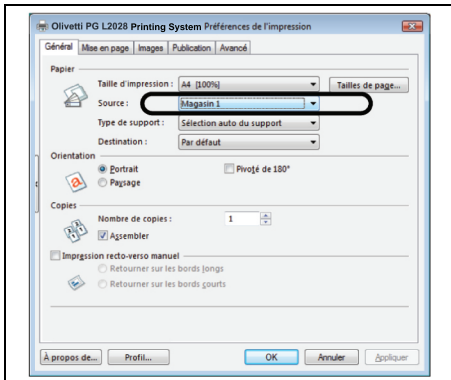 Olivetti PG L2028 Printing System Préférences de l'impression
Général Mise en page Images Publication Avancé
Papier
Taille d'impression : A4 [100%] Tailles de page...
Source : Magasin 1
Type de support : Sélection auto du support
Destination : Par défaut
Orientation
Portrait Pivoté de 180°
Paysage
Copies
Nombre de copies : 1
Assembler
Impression recto-verso manuel
Retourner sur les bords longs
Retourner sur les bords courts
À propos de... Profil... OK Annuler Appliquer